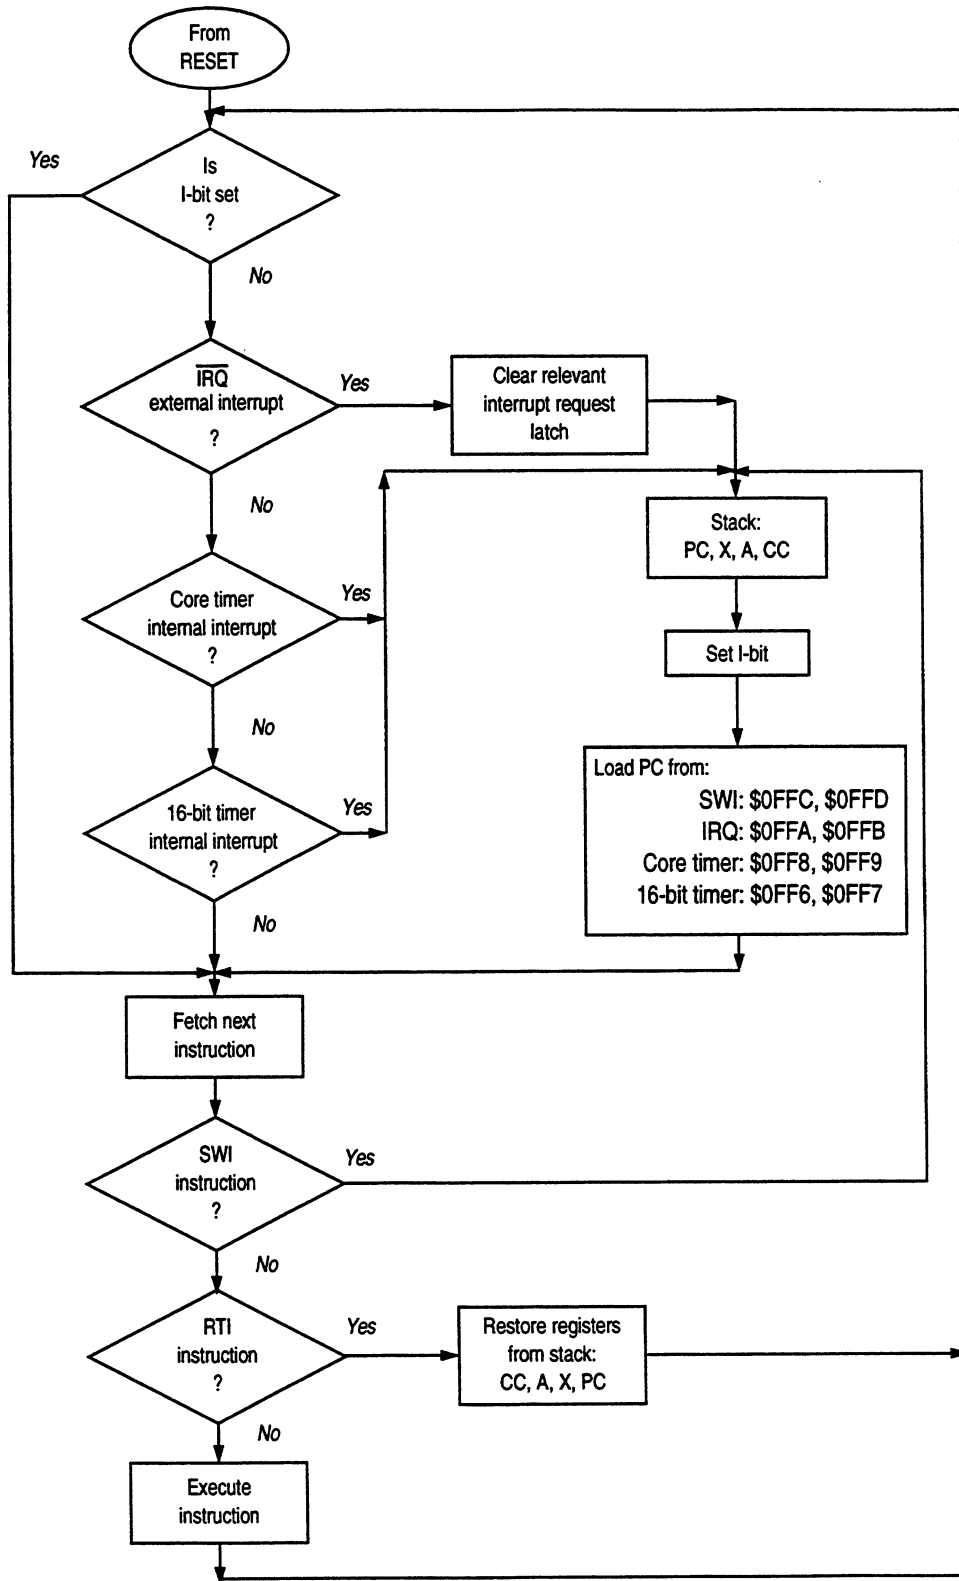 From
RESET
Yes
Is
I-bit set
?
No
IRQ
external interrupt
?
Yes
Clear relevant
interrupt request
latch
No
Stack:
PC, X, A, CC
Core timer
internal interrupt
?
Yes
Set I-bit
No
Load PC from:
SWI: $0FFC, $0FFD
IRQ: $0FFA, $0FFB
Core timer: $0FF8, $0FF9
16-bit timer: $0FF6, $0FF7
16-bit timer
internal interrupt
?
Yes
No
Fetch next
instruction
SWI
instruction
?
Yes
No
RTI
instruction
?
Yes
Restore registers
from stack:
CC, A, X, PC
No
Execute
instruction